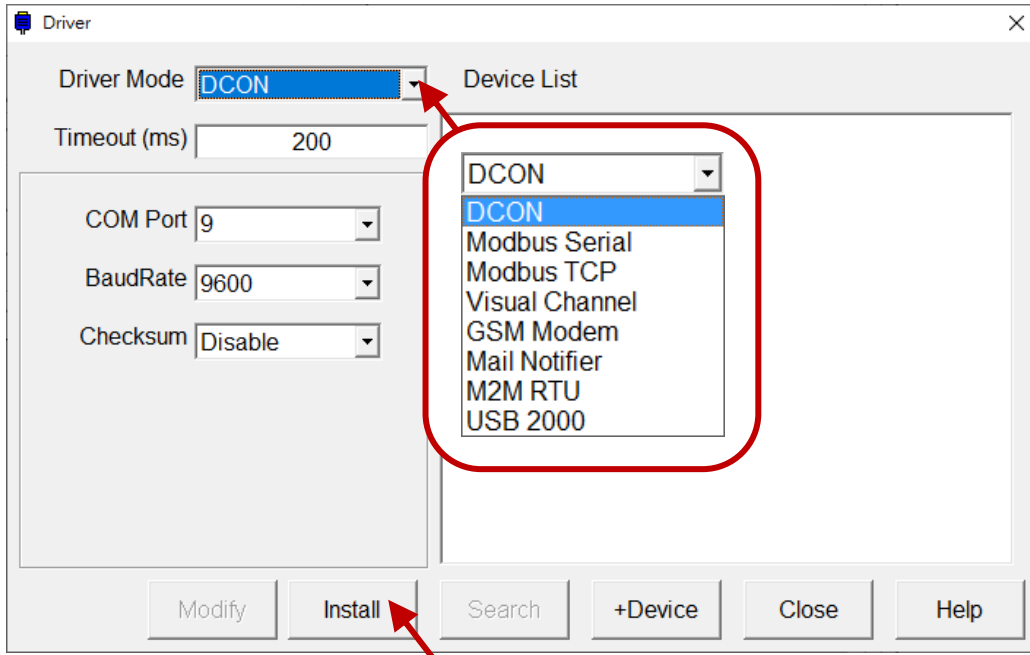 Driver
Driver Mode DCON
Device List
Timeout (ms) 200
COM Port 9
BaudRate 9600
Checksum Disable
DCON
DCON
Modbus Serial
Modbus TCP
Visual Channel
GSM Modem
Mail Notifier
M2M RTU
USB 2000
Modify Install Search +Device Close Help